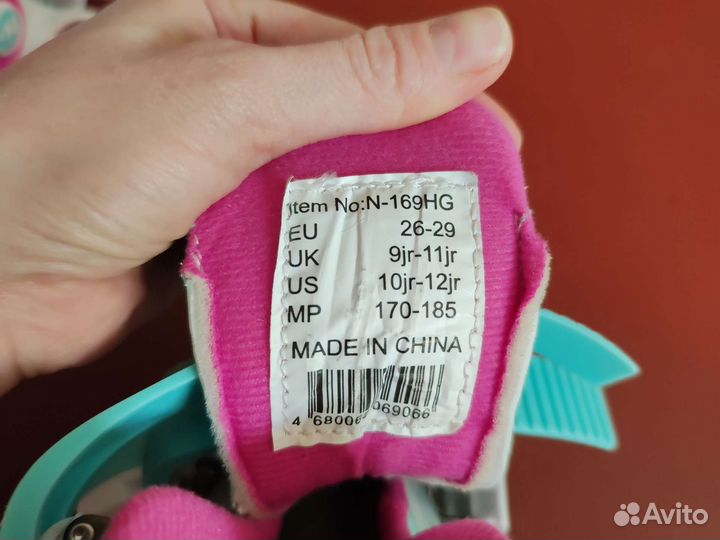 Item No:N-169HG
EU 26-29
UK 9jr-11jr
US 10jr-12jr
MP 170-185
MADE IN CHINA
Avito